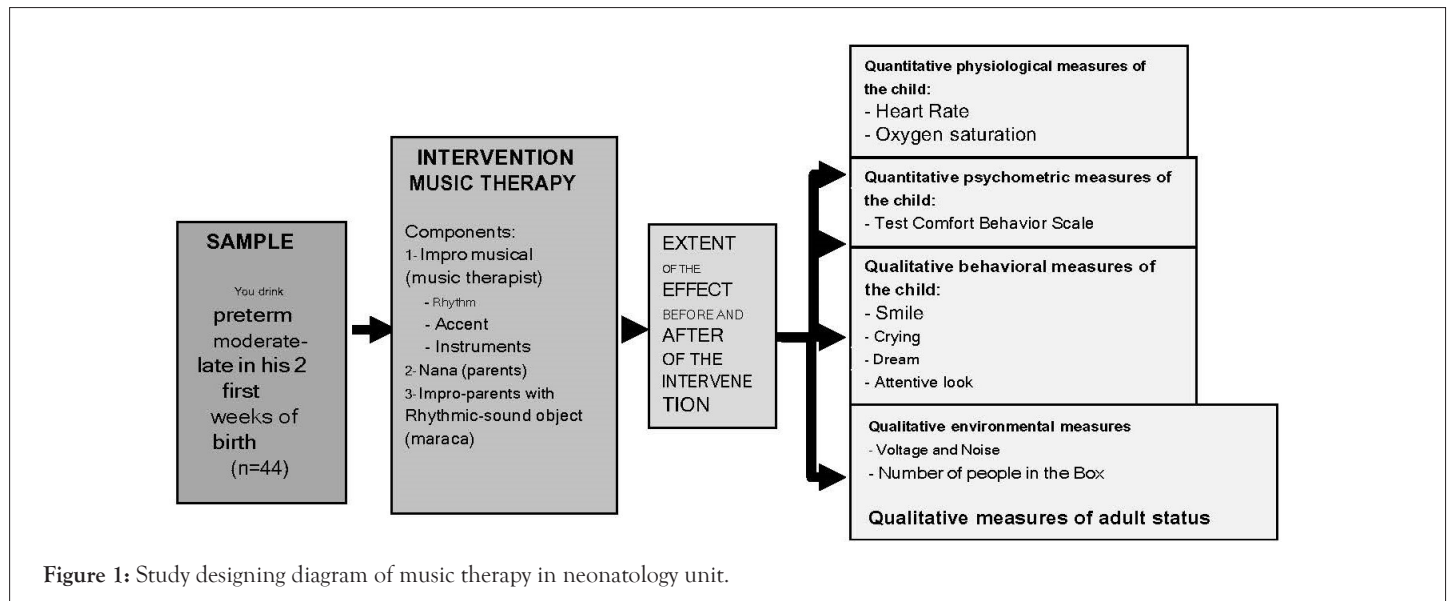 SAMPLE
You drink
preterm
moderate-
late in his 2
first
weeks of
birth
(n=44)
INTERVENTION
MUSIC THERAPY
Components:
1- Impro musical
(music therapist)
- Rhythm
- Accent
- Instruments
2- Nana (parents)
3- Impro-parents with
Rhythmic-sound object
(maraca)
EXTENT
OF THE
EFFECT
BEFORE AND
AFTER
OF THE
INTERVENE
TION
Quantitative physiological measures of
the child:
- Heart Rate
- Oxygen saturation
Quantitative psychometric measures of
the child:
- Test Comfort Behavior Scale
Qualitative behavioral measures of
the child:
- Smile
- Crying
- Dream
- Attentive look
Qualitative environmental measures
- Voltage and Noise
- Number of people in the Box
Qualitative measures of adult status
Figure 1: Study designing diagram of music therapy in neonatology unit.